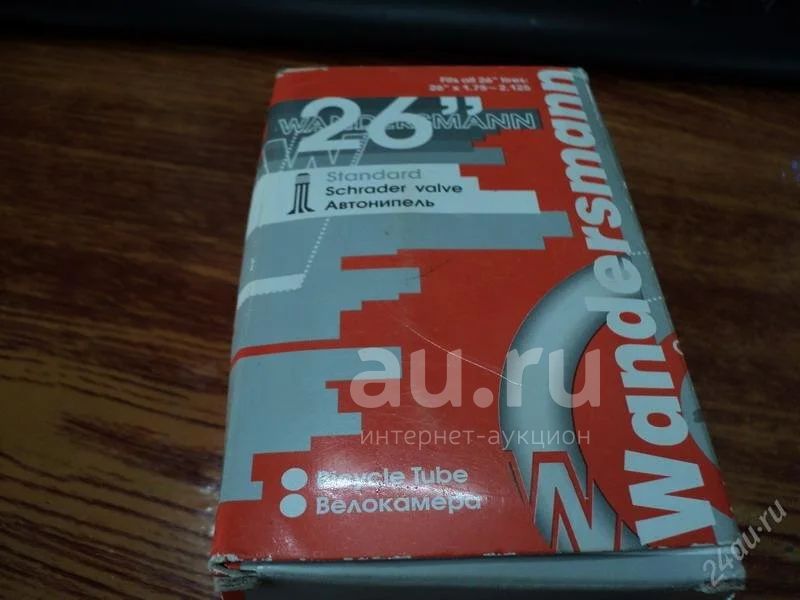 Fits all 26" tires:
26" x 1.75-2.125
26”
WANDERSMANN
Standard
Schrader valve
Автонипель
Wandersmann
au.ru
интернет-аукцион
Bicycle Tube
Велокамера
24au.ru